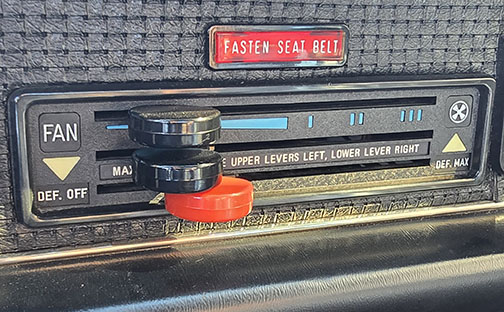 FASTEN SEAT BELT
FAN
MAX
UPPER LEVERS LEFT, LOWER LEVER RIGHT
DEF. OFF
DEF. MAX